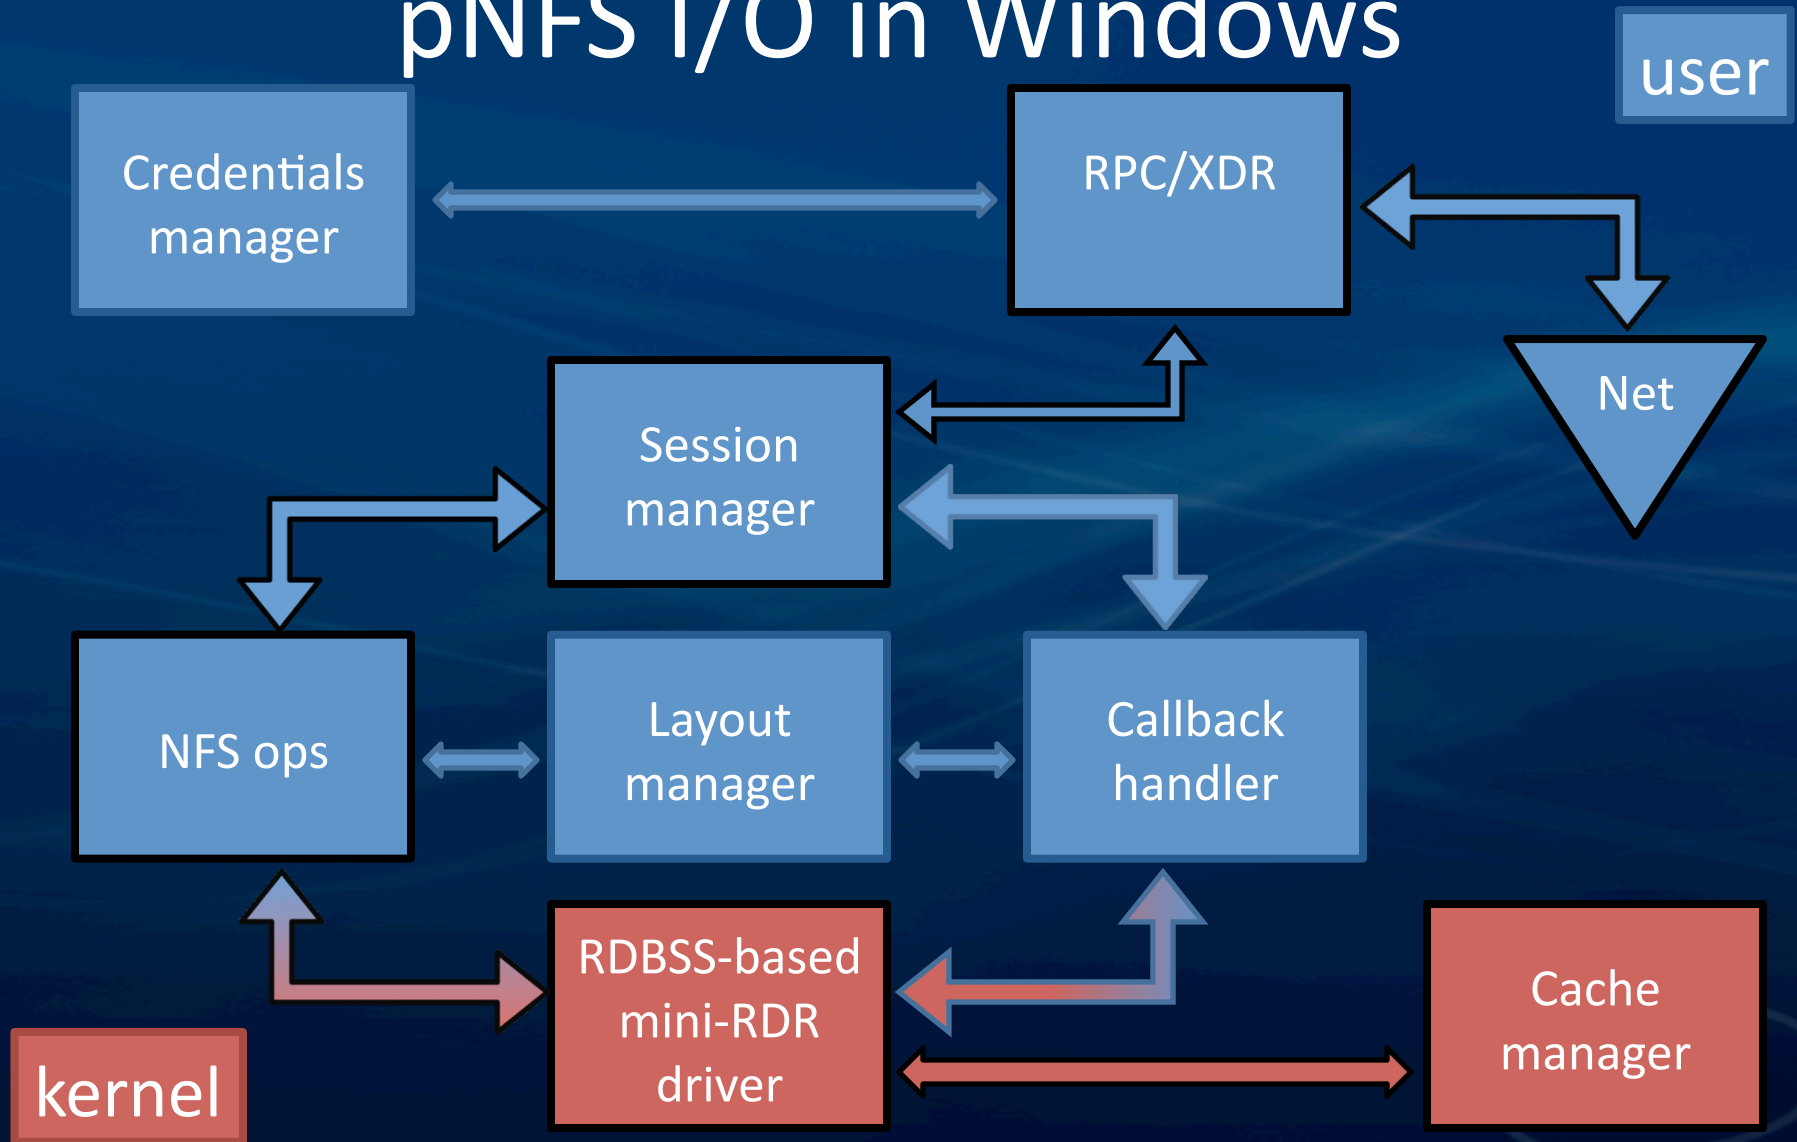 pNFS I/O in Windows
user
Credentials
manager
RPC/XDR
Net
Session
manager
NFS ops
Layout
manager
Callback
handler
RDBSS-based
mini-RDR
driver
Cache
manager
kernel